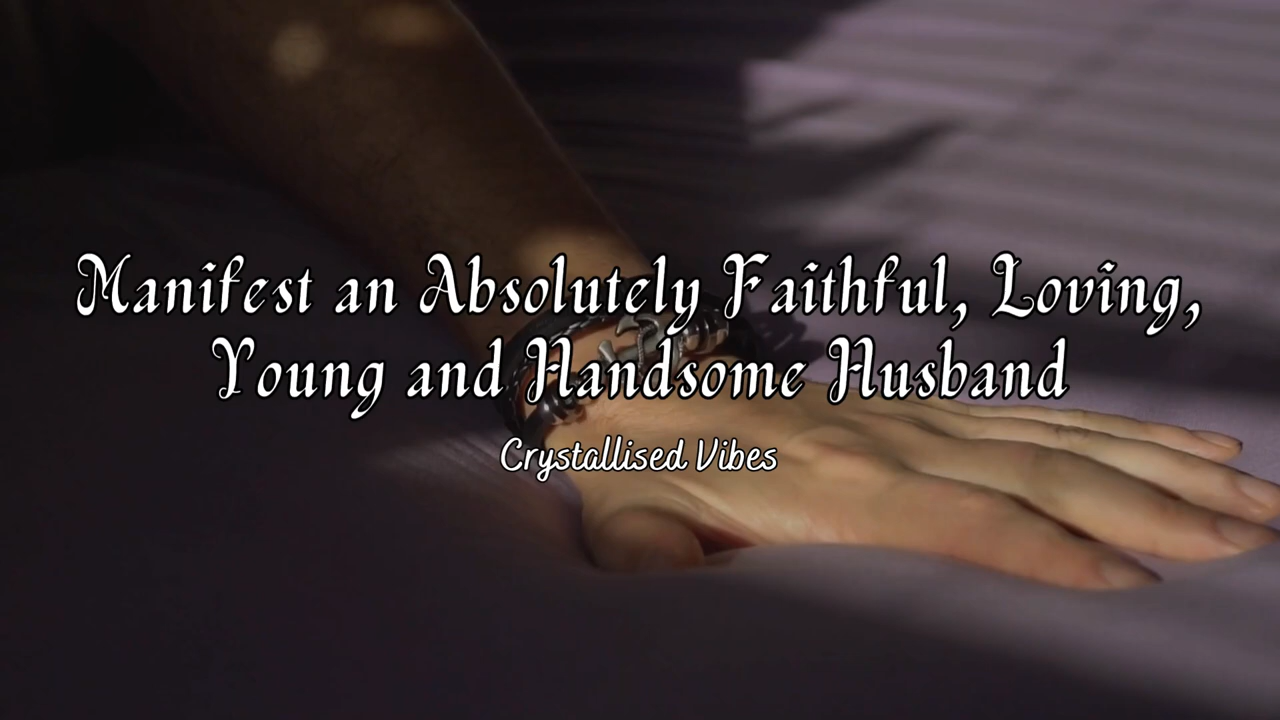 Manifest an Absolutely Faithful, Loving,
Young and Handsome Husband
Crystallised Vibes